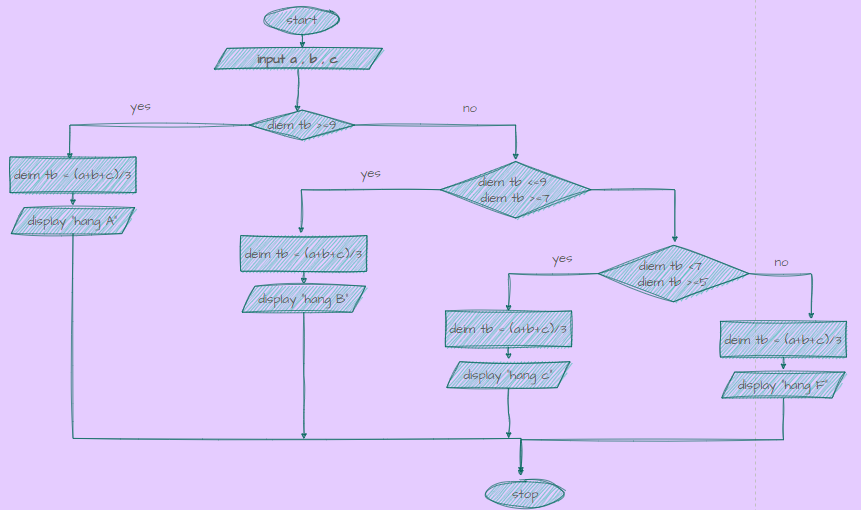 start
input a , b , c
yes
no
diem tb >=9
deim tb = (a+b+c)/3
display "hang A"
yes
diem tb <=9
diem tb >=7
deim tb = (a+b+c)/3
display "hang B"
yes
no
diem tb <7
diem tb >=5
deim tb = (a+b+c)/3
display "hang c"
deim tb = (a+b+c)/3
display "hang F"
stop